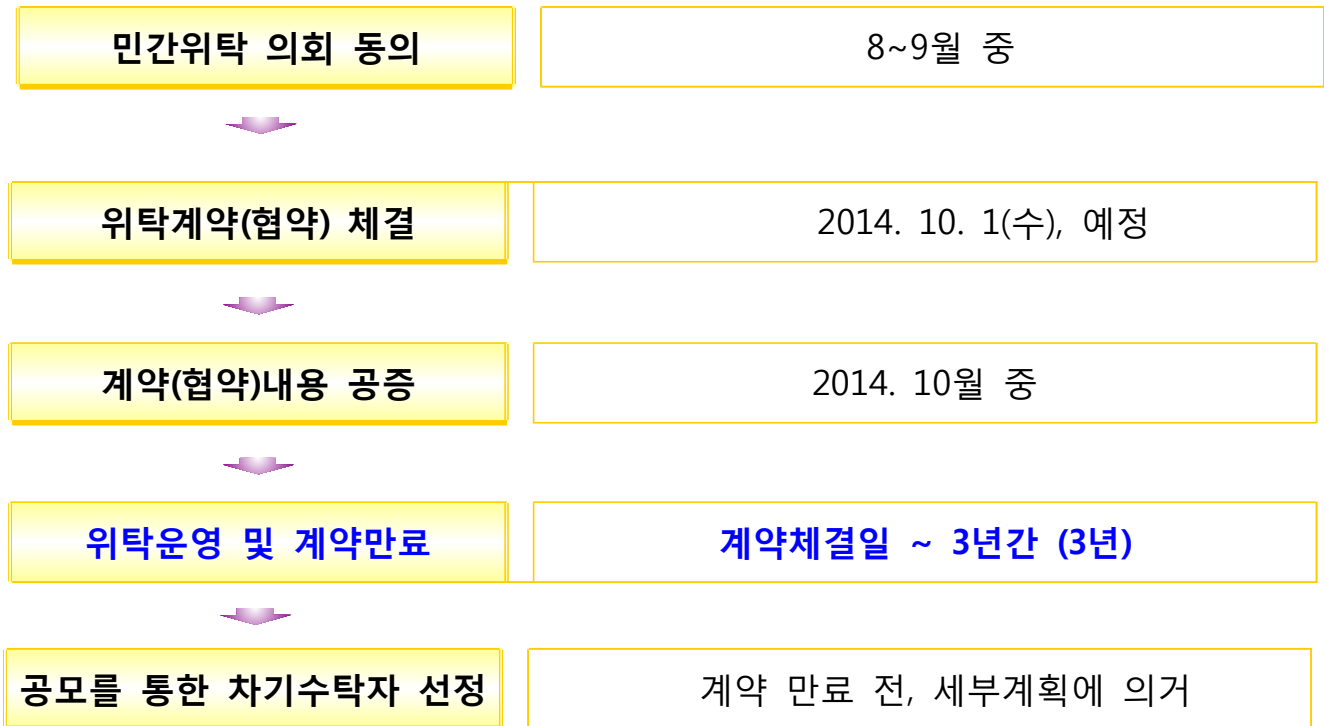 민간위탁 의회 동의
8~9월 중
위탁계약(협약) 체결
2014. 10. 1(수), 예정
계약(협약)내용 공증
2014. 10월 중
위탁운영 및 계약만료
계약체결일 ~ 3년간 (3년)
공모를 통한 차기수탁자 선정
계약 만료 전, 세부계획에 의거